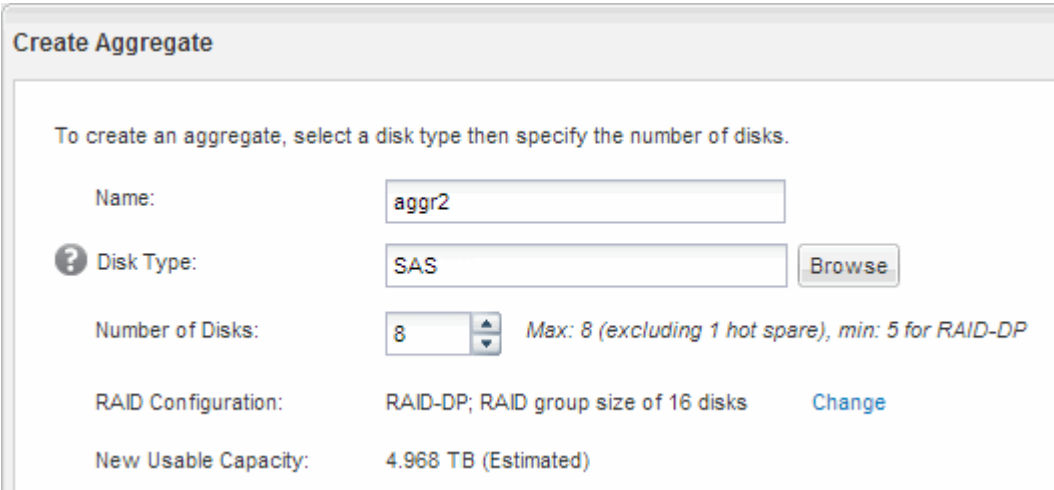 Create Aggregate
To create an aggregate, select a disk type then specify the number of disks.
Name: aggr2
? Disk Type: SAS Browse
Number of Disks: 8 Max: 8 (excluding 1 hot spare), min: 5 for RAID-DP
RAID Configuration: RAID-DP; RAID group size of 16 disks Change
New Usable Capacity: 4.968 TB (Estimated)